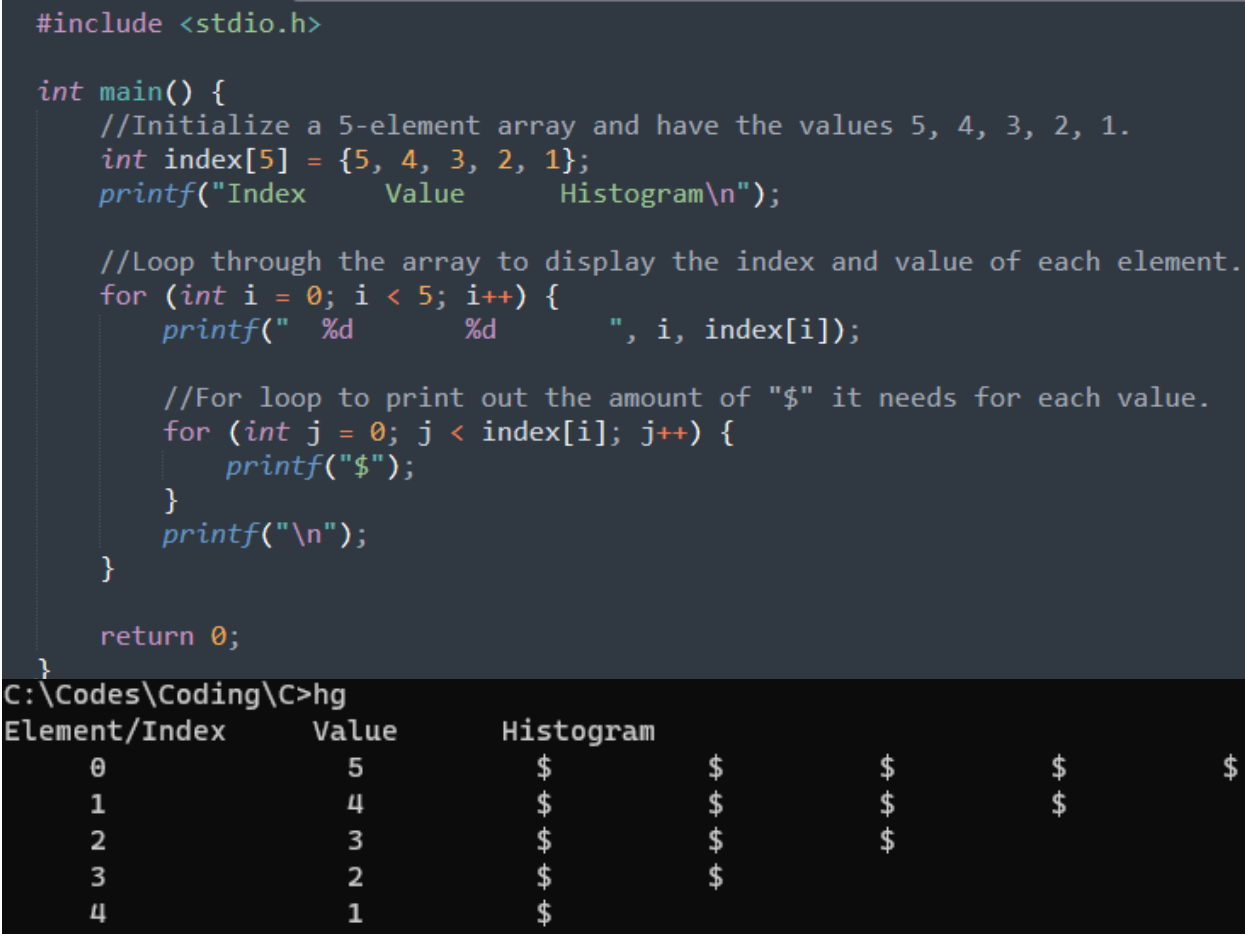 #include <stdio.h>
int main() {
    //Initialize a 5-element array and have the values 5, 4, 3, 2, 1.
    int index[5] = {5, 4, 3, 2, 1};
    printf("Index     Value      Histogram\n");
    //Loop through the array to display the index and value of each element.
    for (int i = 0; i < 5; i++) {
        printf("  %d       %d       ", i, index[i]);
        //For loop to print out the amount of "$" it needs for each value.
        for (int j = 0; j < index[i]; j++) {
            printf("$");
        }
        printf("\n");
    }
    return 0;
}
C:\Codes\Coding\C>hg
Element/Index     Value      Histogram
     0              5          $         $         $         $         $
     1              4          $         $         $         $
     2              3          $         $         $
     3              2          $         $
     4              1          $